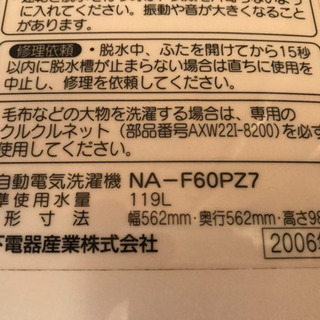 入れてください。
があります。振動や音が大きくなること
修理依頼・脱水中、ふたを開けてから15秒
以内に脱水槽が止まらない場合は直ちに使用を
中止し、修理を依頼してください。
毛布などの大物を洗濯する場合は、専用の
クルクルネット(部品番号AXW22I-8200)を必ず
使用してください。
自動電気洗濯機 NA-F60PZ7
準使用水量 119L
形寸法 幅562mm・奥行562mm・高さ98
下電器産業株式会社 2006年